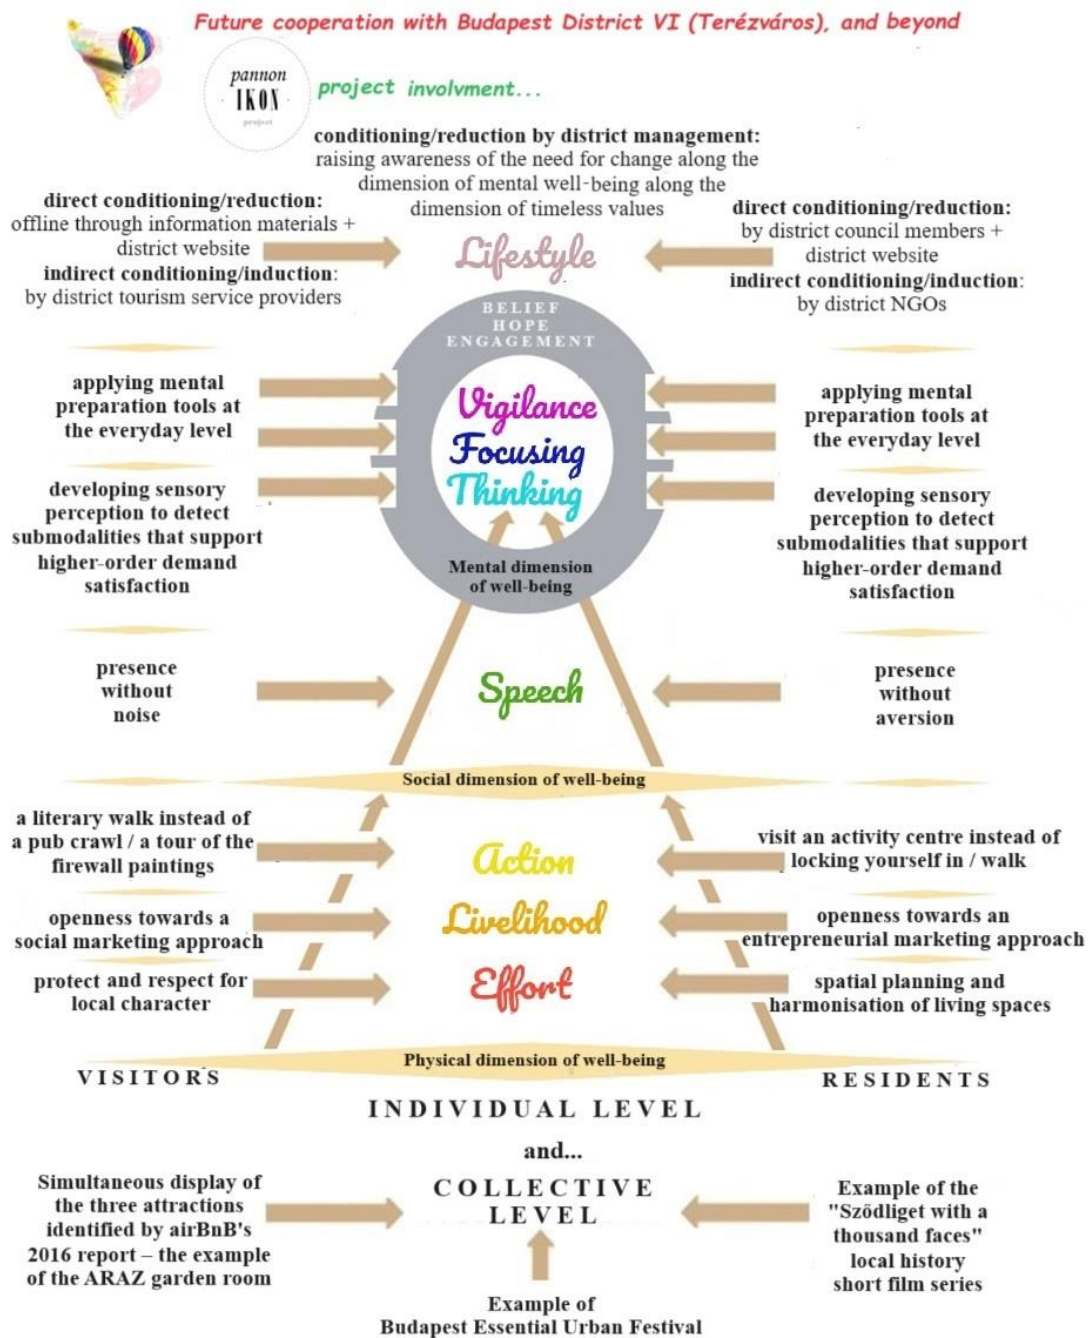 Future cooperation with Budapest District VI (Terézváros), and beyond
pannon
IKON
project
project involvment...
conditioning/reduction by district management:
raising awareness of the need for change along the
dimension of mental well-being along the
dimension of timeless values
direct conditioning/reduction:
offline through information materials +
district website
indirect conditioning/induction:
by district tourism service providers
Lifestyle
direct conditioning/reduction:
by district council members +
district website
indirect conditioning/induction:
by district NGOs
BELIEF
HOPE
ENGAGEMENT
applying mental
preparation tools at
the everyday level
Vigilance
Focusing
Thinking
applying mental
preparation tools at
the everyday level
developing sensory
perception to detect
submodalities that support
higher-order demand
satisfaction
Mental dimension
of well-being
developing sensory
perception to detect
submodalities that support
higher-order demand
satisfaction
presence
without
noise
Speech
presence
without
aversion
Social dimension of well-being
a literary walk instead of
a pub crawl / a tour of the
firewall paintings
Action
visit an activity centre instead of
locking yourself in / walk
openness towards a
social marketing approach
Livelihood
openness towards an
entrepreneurial marketing approach
protect and respect for
local character
Effort
spatial planning and
harmonisation of living spaces
Physical dimension of well-being
VISITORS
RESIDENTS
INDIVIDUAL LEVEL
and...
COLLECTIVE
LEVEL
Simultaneous display of
the three attractions
identified by airBnB's
2016 report – the example
of the ARAZ garden room
Example of the
"Sződliget with a
thousand faces"
local history
short film series
Example of
Budapest Essential Urban Festival